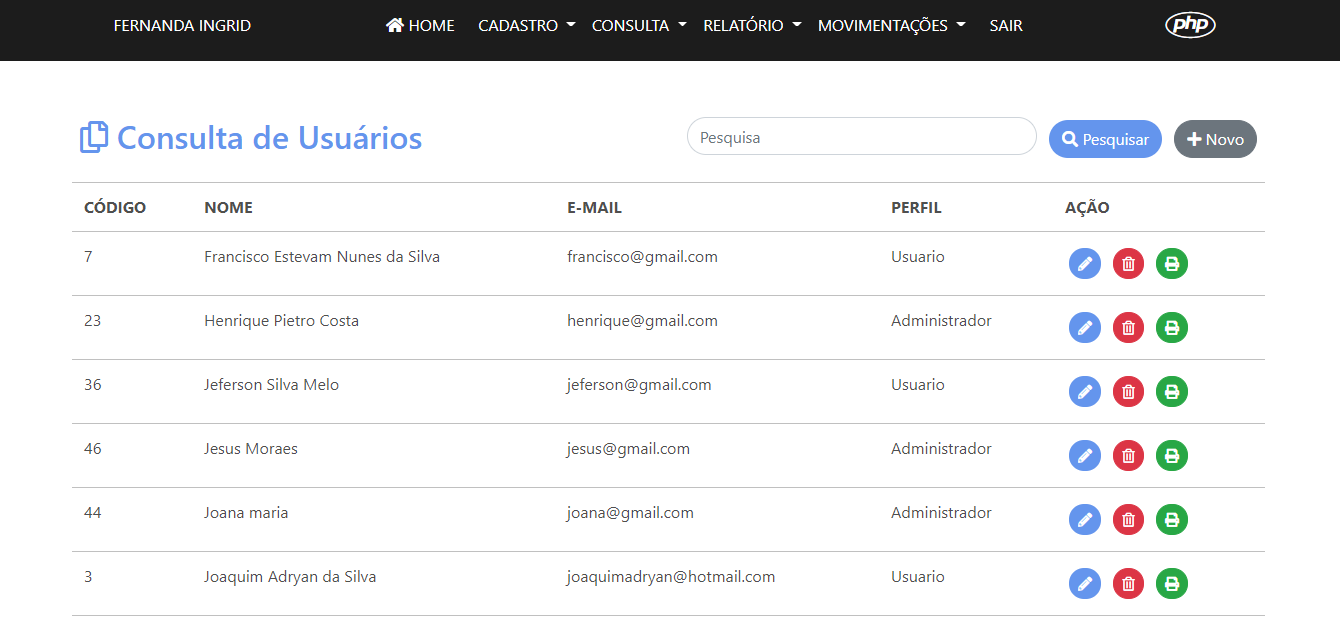 FERNANDA INGRID HOME CADASTRO CONSULTA RELATÓRIO MOVIMENTAÇÕES SAIR php
Consulta de Usuários Pesquisa Pesquisar Novo
CÓDIGO NOME E-MAIL PERFIL AÇÃO
7 Francisco Estevam Nunes da Silva francisco@gmail.com Usuario
23 Henrique Pietro Costa henrique@gmail.com Administrador
36 Jeferson Silva Melo jeferson@gmail.com Usuario
46 Jesus Moraes jesus@gmail.com Administrador
44 Joana maria joana@gmail.com Administrador
3 Joaquim Adryan da Silva joaquimadryan@hotmail.com Usuario